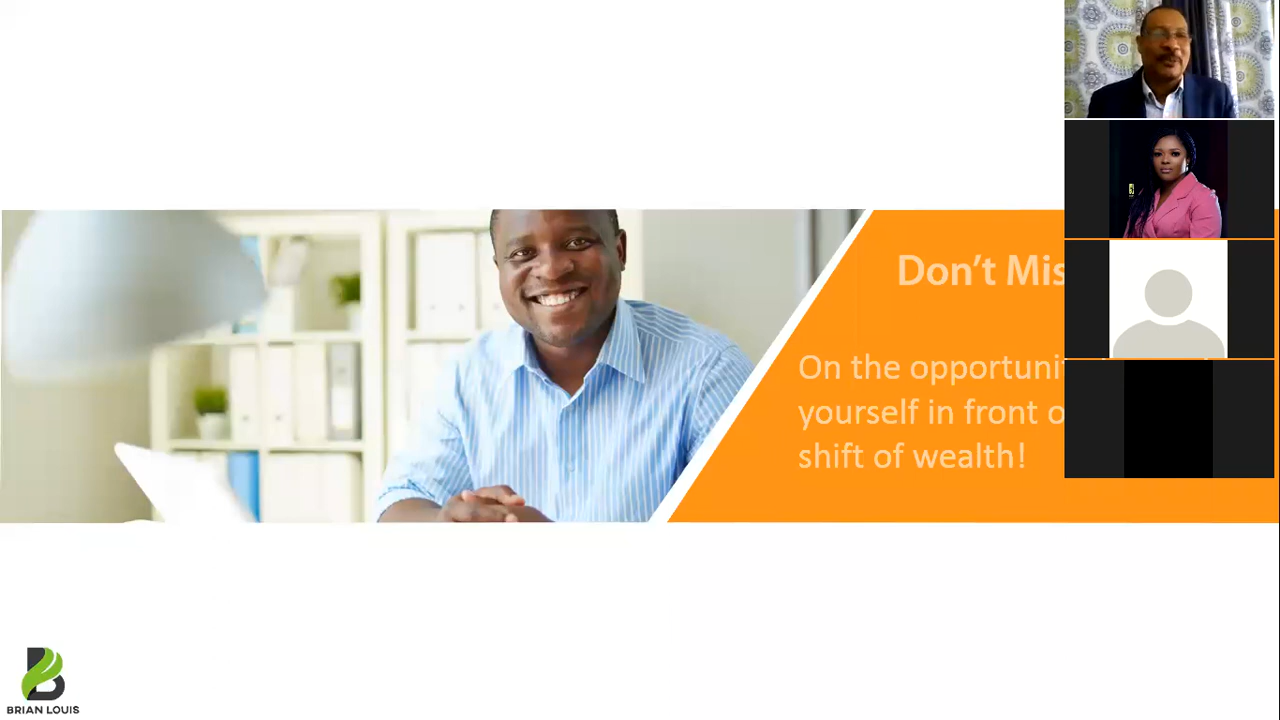 Don't Mis
On the opportuni
yourself in front o
shift of wealth!
BRIAN LOUIS